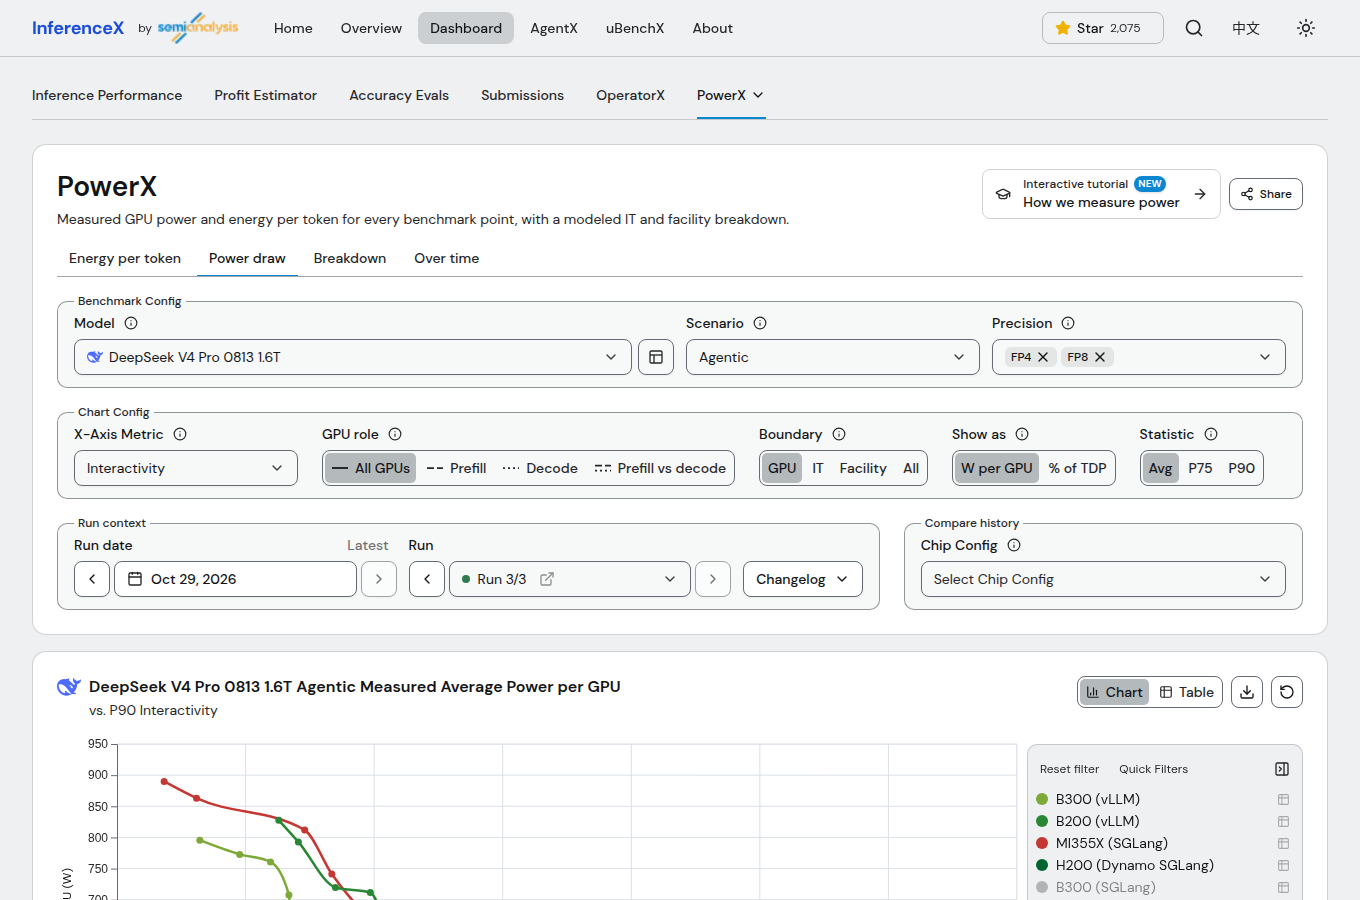 InferenceX by semianalysis Home Overview Dashboard AgentX uBenchX About Star 2,075 中文
Inference Performance Profit Estimator Accuracy Evals Submissions OperatorX PowerX
PowerX
Measured GPU power and energy per token for every benchmark point, with a modeled IT and facility breakdown.
Interactive tutorial NEW
How we measure power
Share
Energy per token Power draw Breakdown Over time
Benchmark Config
Model Scenario Precision
DeepSeek V4 Pro 0813 1.6T Agentic FP4 FP8
Chart Config
X-Axis Metric GPU role Boundary Show as Statistic
Interactivity All GPUs Prefill Decode Prefill vs decode GPU IT Facility All W per GPU % of TDP Avg P75 P90
Run context
Run date Latest Run
Oct 29, 2026 Run 3/3 Changelog
Compare history
Chip Config
Select Chip Config
DeepSeek V4 Pro 0813 1.6T Agentic Measured Average Power per GPU
vs. P90 Interactivity
Chart Table
950
900
850
800
750
700
U (W)
Reset filter Quick Filters
B300 (vLLM)
B200 (vLLM)
MI355X (SGLang)
H200 (Dynamo SGLang)
B300 (SGLang)